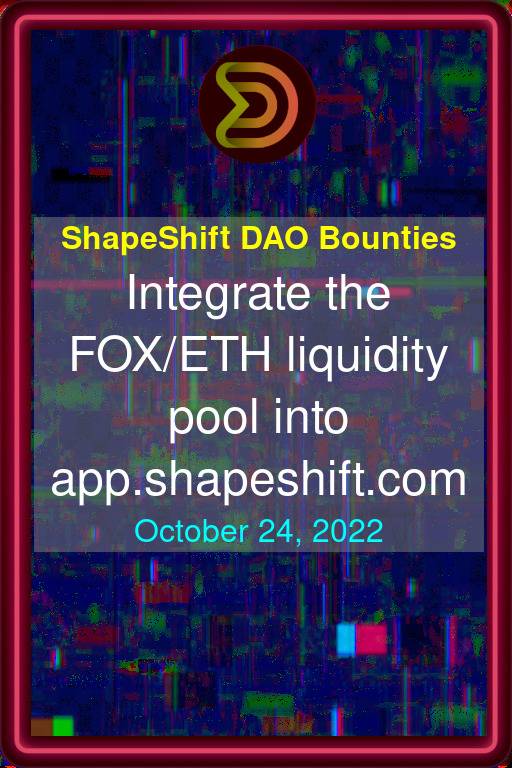 ShapeShift DAO Bounties
Integrate the
FOX/ETH liquidity
pool into
app.shapeshift.com
October 24, 2022